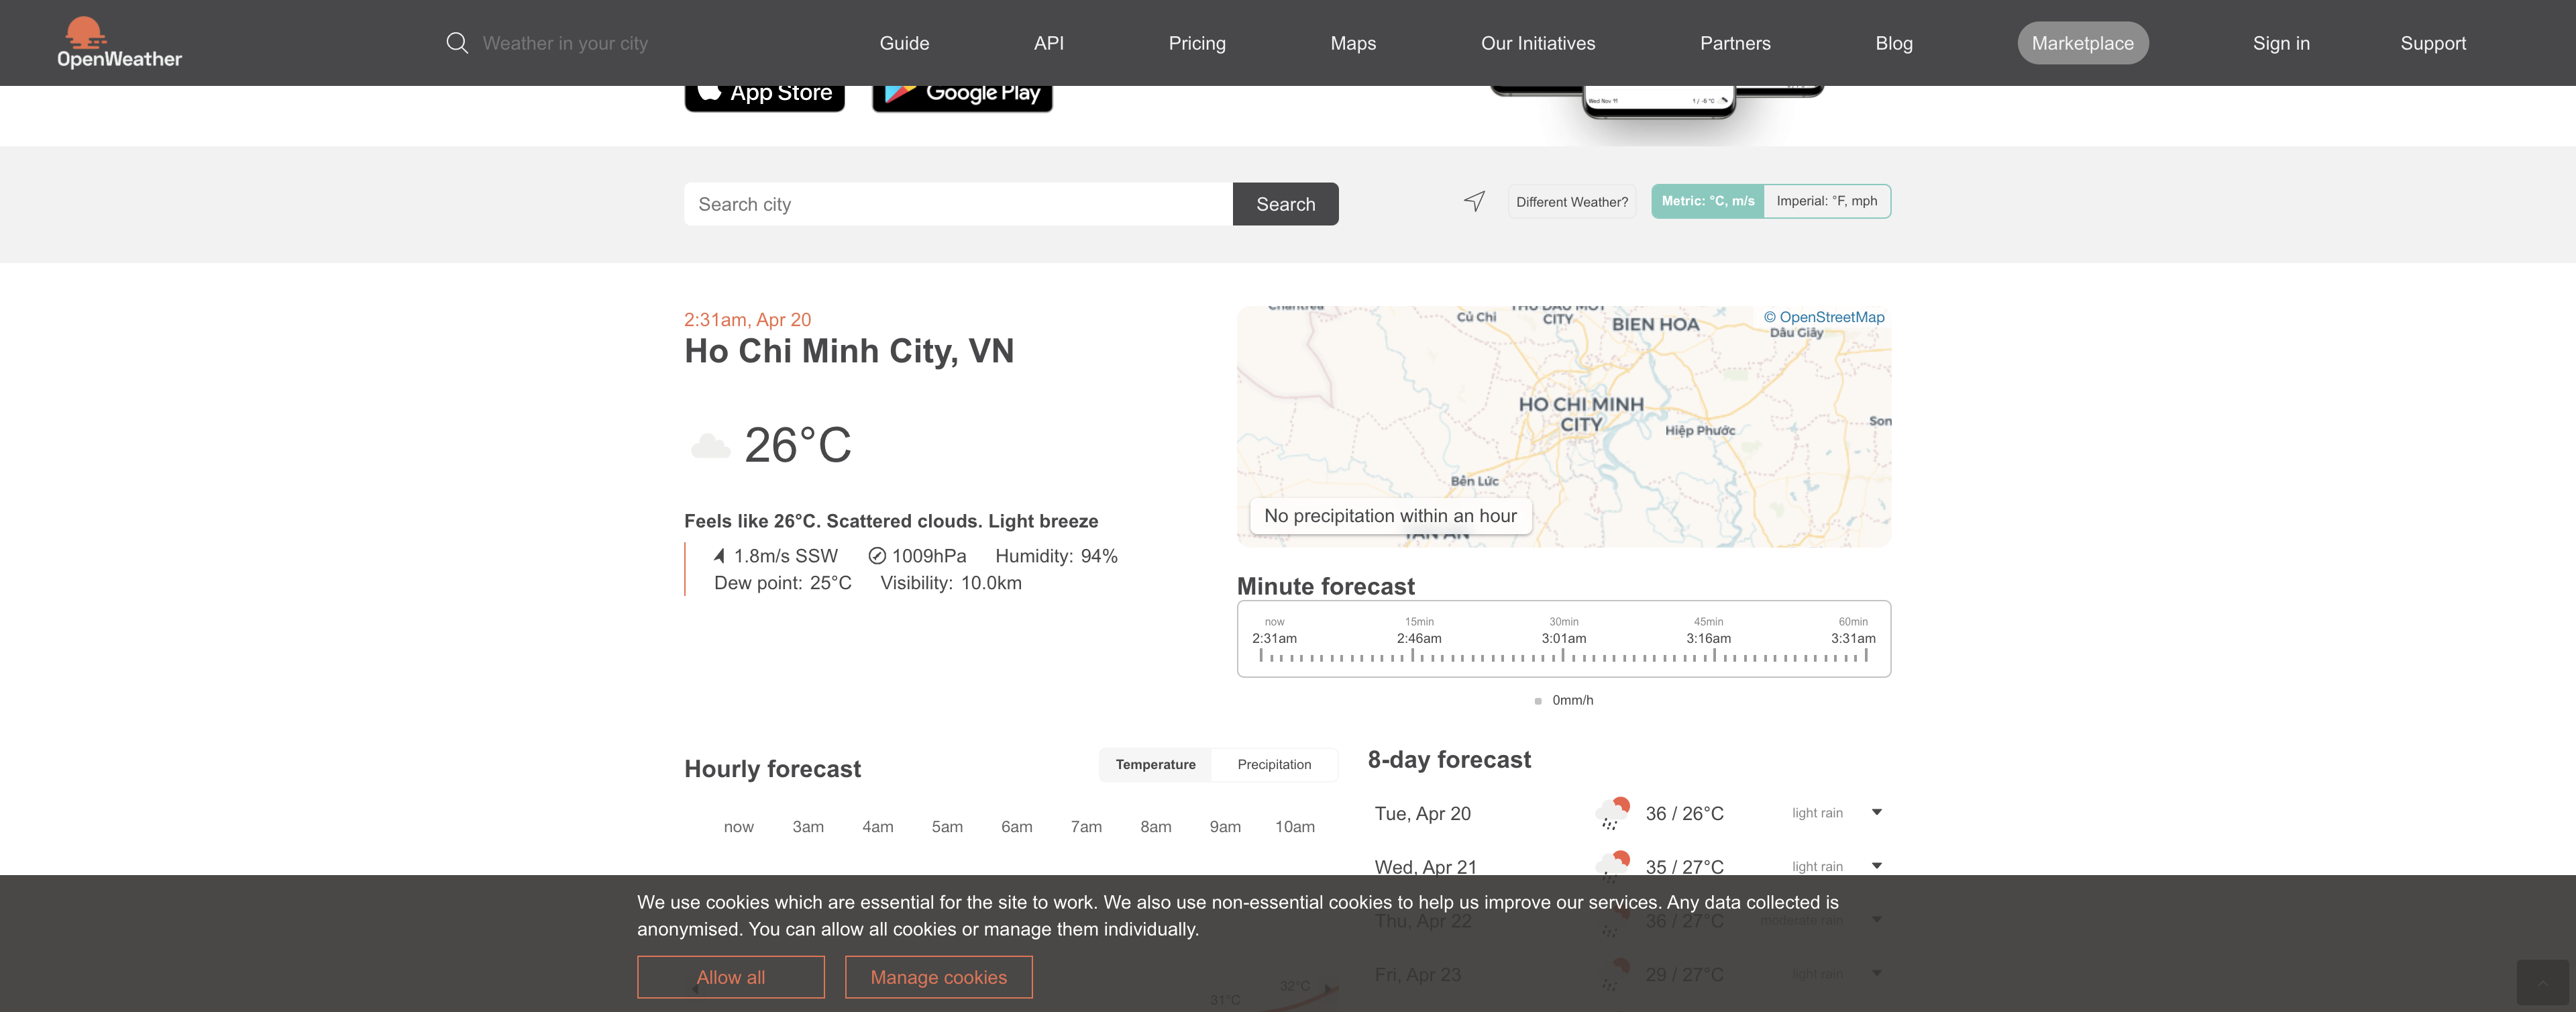 OpenWeather
Weather in your city
Guide
API
Pricing
Maps
Our Initiatives
Partners
Blog
Marketplace
Sign in
Support
App Store
Google Play
Wed Nov 11
Search city
Search
Different Weather?
Metric: °C, m/s
Imperial: °F, mph
2:31am, Apr 20
Ho Chi Minh City, VN
26°C
Feels like 26°C. Scattered clouds. Light breeze
1.8m/s SSW 1009hPa Humidity: 94%
Dew point: 25°C Visibility: 10.0km
© OpenStreetMap
Củ Chi
CITY
BIEN HOA
Dầu Giây
HO CHI MINH
CITY
Hiệp Phước
Son
Bến Lức
No precipitation within an hour
Minute forecast
now 15min 30min 45min 60min
2:31am 2:46am 3:01am 3:16am 3:31am
0mm/h
Hourly forecast
Temperature
Precipitation
now 3am 4am 5am 6am 7am 8am 9am 10am
31°C
32°C
8-day forecast
Tue, Apr 20 36 / 26°C light rain
Wed, Apr 21 35 / 27°C light rain
Thu, Apr 22 36 / 27°C moderate rain
Fri, Apr 23 29 / 27°C light rain
We use cookies which are essential for the site to work. We also use non-essential cookies to help us improve our services. Any data collected is
anonymised. You can allow all cookies or manage them individually.
Allow all
Manage cookies